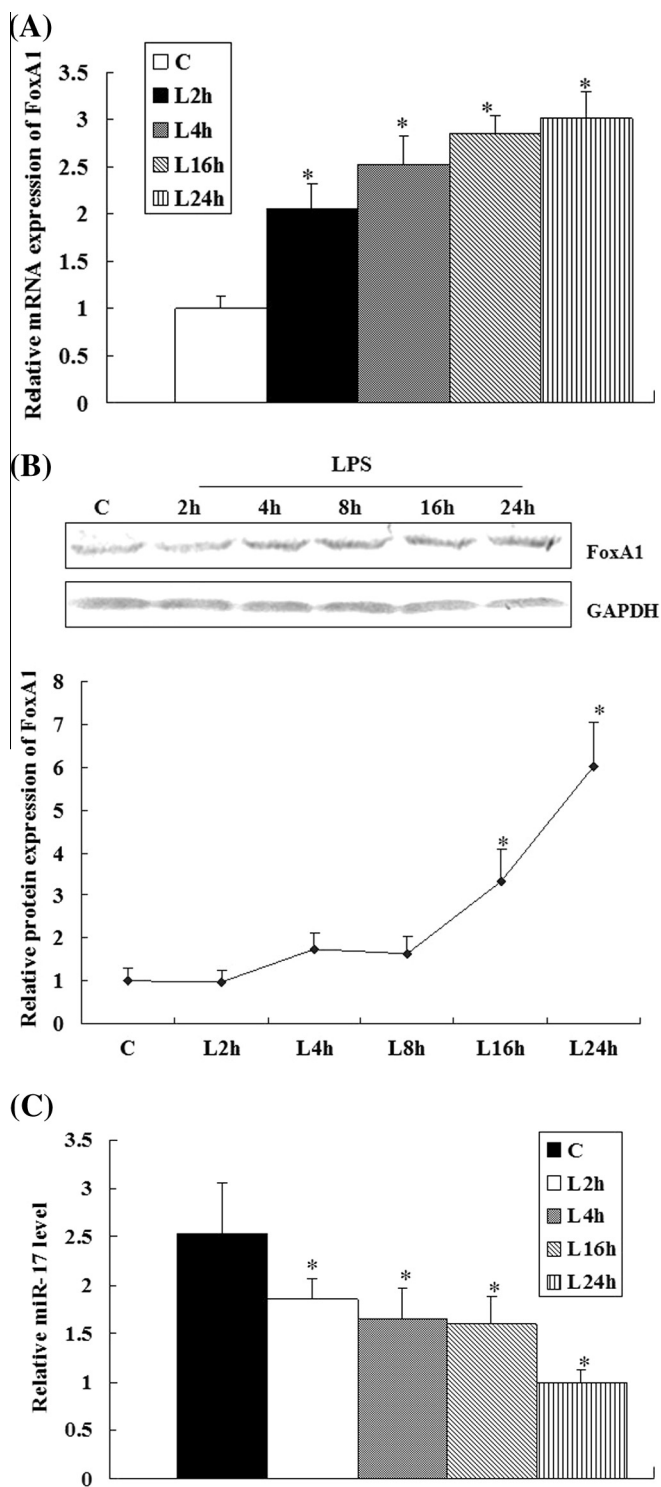 (A)
Relative mRNA expression of FoxA1
3.5
3
2.5
2
1.5
1
0.5
0
C
L2h
L4h
L16h
L24h
*
*
*
*
(B)
LPS
C 2h 4h 8h 16h 24h
FoxA1
GAPDH
Relative protein expression of FoxA1
8
7
6
5
4
3
2
1
0
*
*
C L2h L4h L8h L16h L24h
(C)
Relative miR-17 level
3.5
3
2.5
2
1.5
1
0.5
0
C
L2h
L4h
L16h
L24h
*
*
*
*